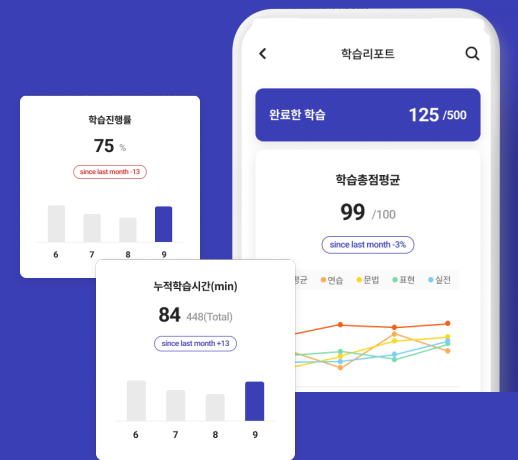 학습리포트
완료한 학습
125 /500
학습총점평균
99 /100
since last month -3%
연습 문법 표현 실전
학습진행률
75 %
since last month -13
6 7 8 9
누적학습시간(min)
84 448(Total)
since last month +13
6 7 8 9